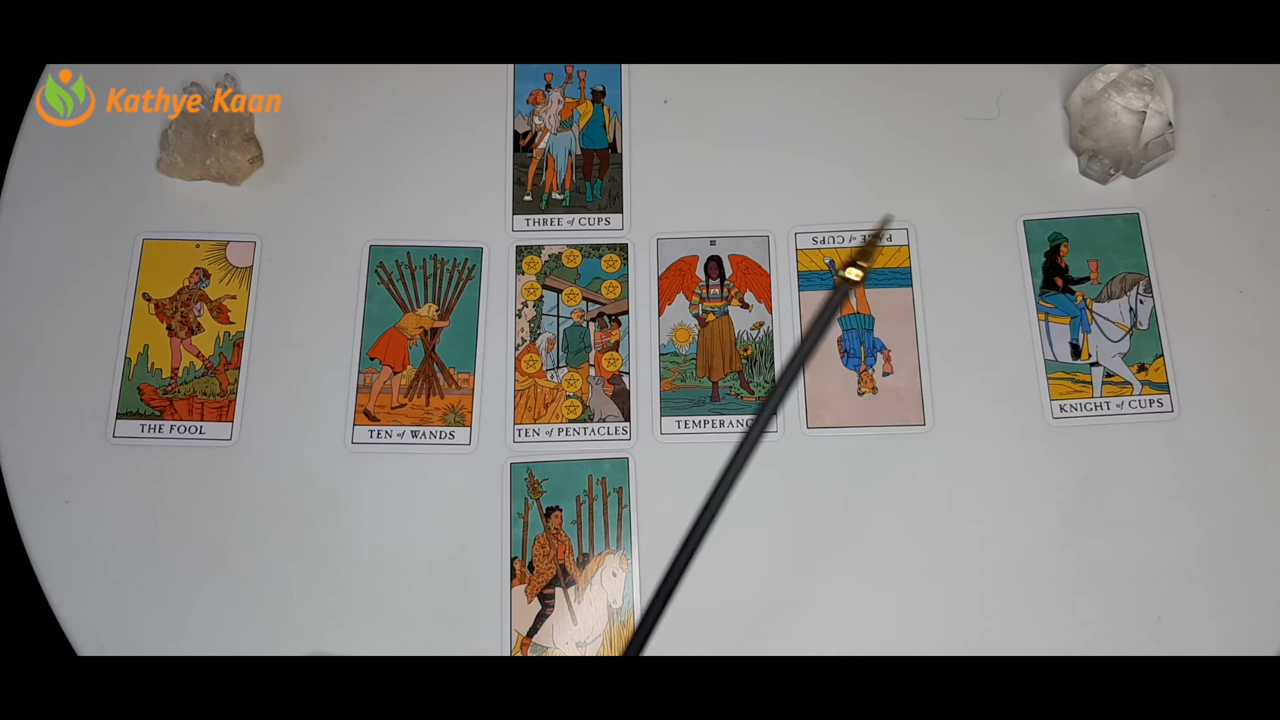 Kathye Kaan
THREE of CUPS
THE FOOL
TEN of WANDS
TEN of PENTACLES
TEMPERANCE
PAGE of CUPS
KNIGHT of CUPS